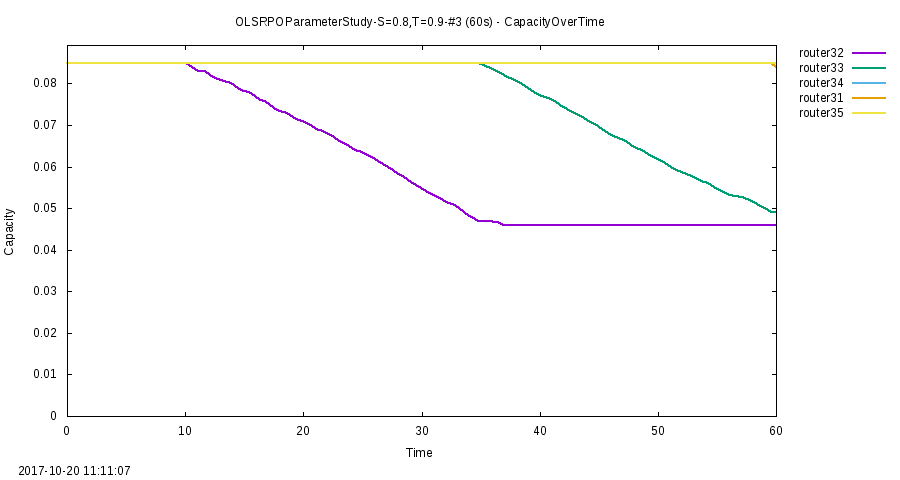 OLSRPOParameterStudy-S=0.8,T=0.9-#3 (60s) - CapacityOverTime
router32
router33
router34
router31
router35
0.08
0.07
0.06
0.05
0.04
0.03
0.02
0.01
0
Capacity
0 10 20 30 40 50 60
Time
2017-10-20 11:11:07